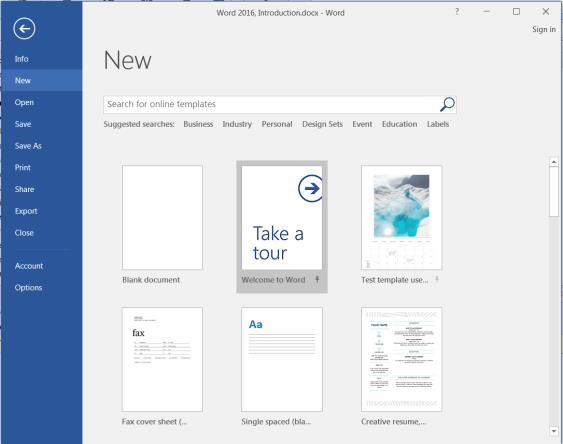 Word 2016, Introduction.docx - Word
?
Sign in
Info
New
Open
Save
Save As
Print
Share
Export
Close
Account
Options
New
Search for online templates
Suggested searches: Business Industry Personal Design Sets Event Education Labels
Take a
tour
Blank document
Welcome to Word
Test template use...
fax
Aa
Fax cover sheet (...
Single spaced (bla...
Creative resume,...